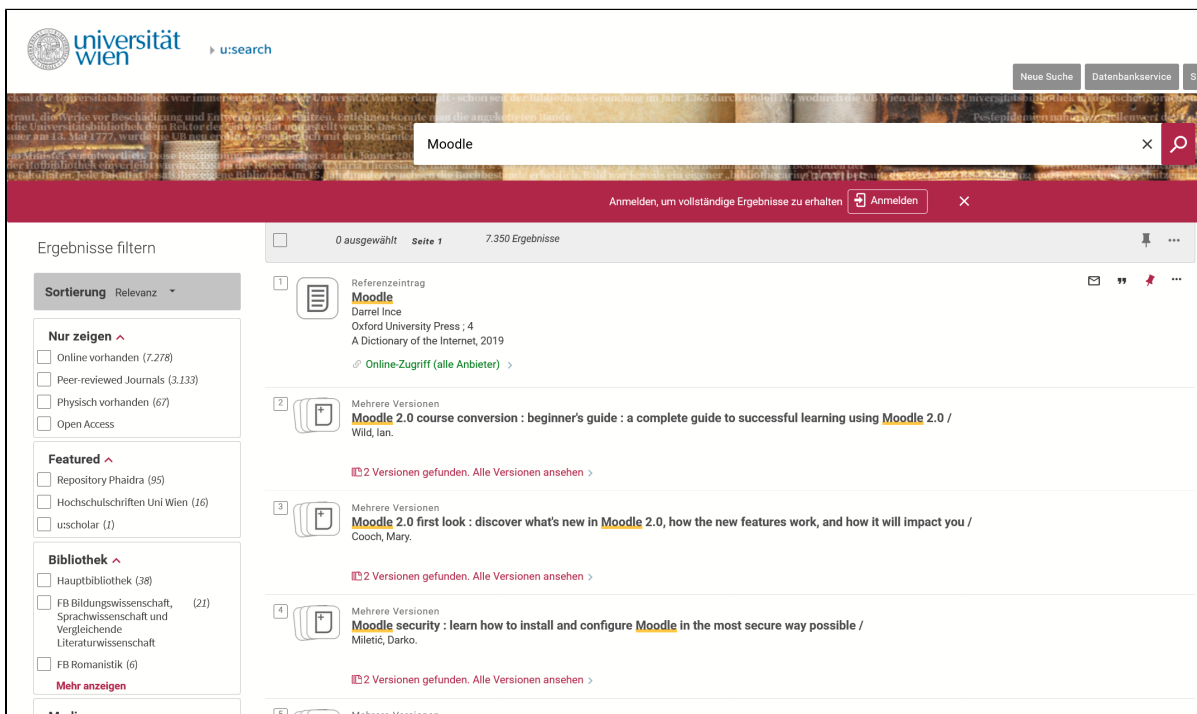 universität
wien
u:search
Neue Suche
Datenbankservice
Moodle
Anmelden, um vollständige Ergebnisse zu erhalten
Anmelden
Ergebnisse filtern
0 ausgewählt Seite 1 7.350 Ergebnisse
Sortierung Relevanz
Nur zeigen
Online vorhanden (7.278)
Peer-reviewed Journals (3.133)
Physisch vorhanden (67)
Open Access
Featured
Repository Phaidra (95)
Hochschulschriften Uni Wien (16)
u:scholar (1)
Bibliothek
Hauptbibliothek (38)
FB Bildungswissenschaft, (21)
Sprachwissenschaft und
Vergleichende
Literaturwissenschaft
FB Romanistik (6)
Mehr anzeigen
1
Referenzeintrag
Moodle
Darrel Ince
Oxford University Press ; 4
A Dictionary of the Internet, 2019
Online-Zugriff (alle Anbieter)
2
Mehrere Versionen
Moodle 2.0 course conversion : beginner's guide : a complete guide to successful learning using Moodle 2.0 /
Wild, Ian.
2 Versionen gefunden. Alle Versionen ansehen
3
Mehrere Versionen
Moodle 2.0 first look : discover what's new in Moodle 2.0, how the new features work, and how it will impact you /
Cooch, Mary.
2 Versionen gefunden. Alle Versionen ansehen
4
Mehrere Versionen
Moodle security : learn how to install and configure Moodle in the most secure way possible /
Miletić, Darko.
2 Versionen gefunden. Alle Versionen ansehen
5
Mehrere Versionen